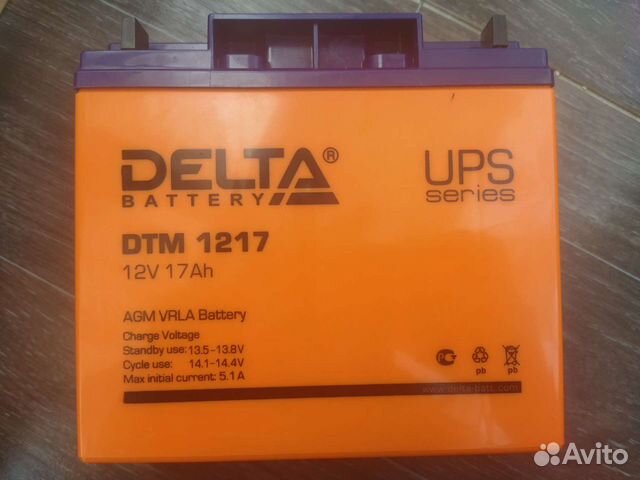 DELTA®
BATTERY
UPS
series
DTM 1217
12V 17Ah
AGM VRLA Battery
Charge Voltage
Standby use: 13.5-13.8V
Cycle use: 14.1-14.4V
Max initial current: 5.1 A
pb pb
www.delta-batt.com
Avito